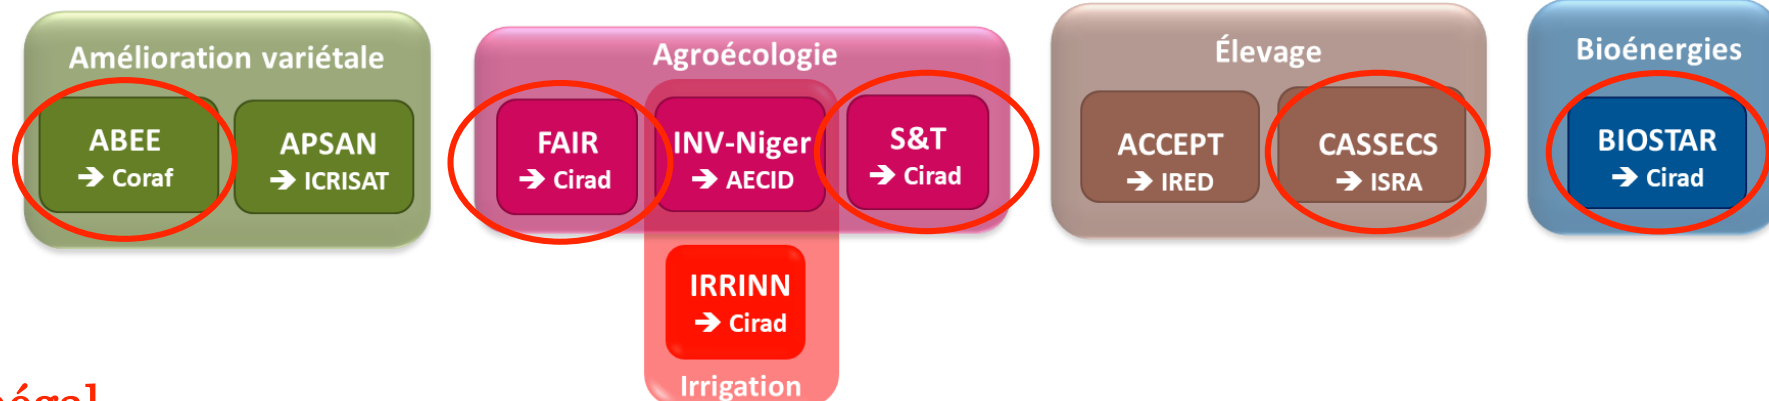 Amélioration variétale
ABEE
➔ Coraf
APSAN
➔ ICRISAT
Agroécologie
FAIR
➔ Cirad
INV-Niger
➔ AECID
S&T
➔ Cirad
IRRINN
➔ Cirad
Irrigation
Élevage
ACCEPT
➔ IRED
CASSECS
➔ ISRA
Bioénergies
BIOSTAR
➔ Cirad